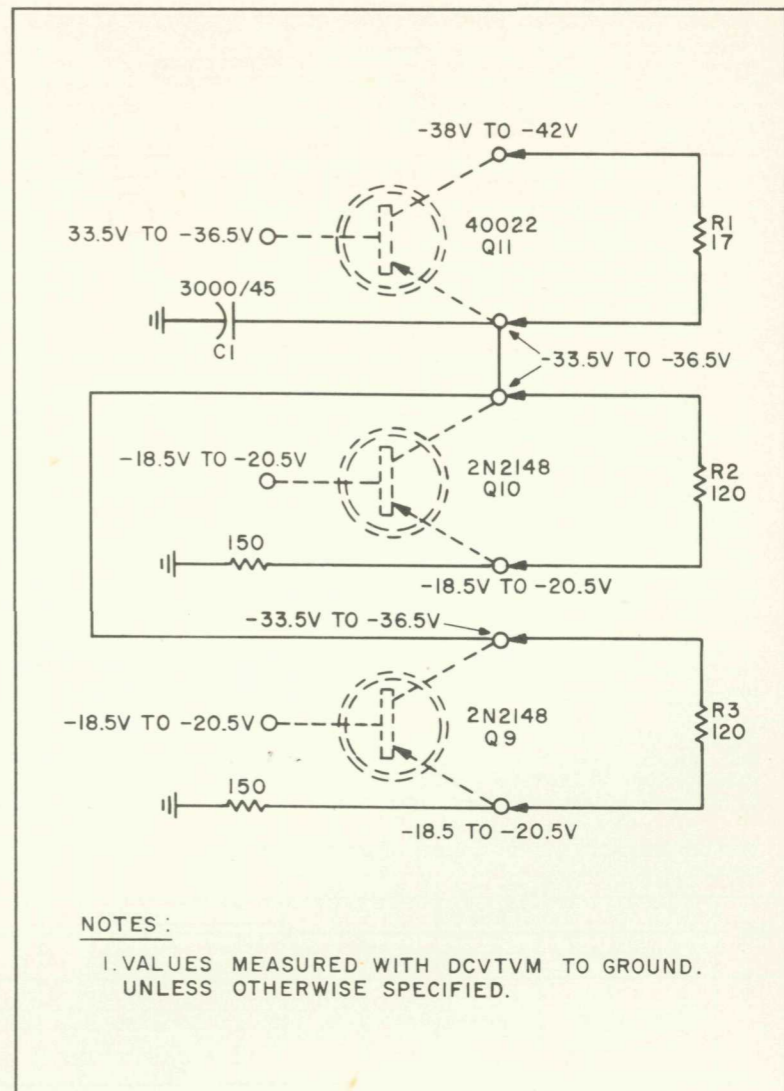 -38V TO -42V
40022
Q11
R1
17
33.5V TO -36.5V
3000/45
C1
-33.5V TO -36.5V
-18.5V TO -20.5V
2N2148
Q10
R2
120
150
-18.5V TO -20.5V
-33.5V TO -36.5V
-18.5V TO -20.5V
2N2148
Q9
R3
120
150
-18.5 TO -20.5V
NOTES:
1. VALUES MEASURED WITH DCVTVM TO GROUND.
UNLESS OTHERWISE SPECIFIED.